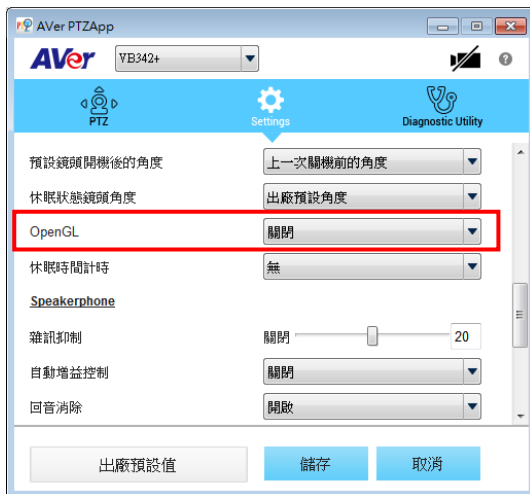 AVer PTZApp
AVer VB342+
PTZ Settings Diagnostic Utility
預設鏡頭開機後的角度 上一次關機前的角度
休眠狀態鏡頭角度 出廠預設角度
OpenGL 關閉
休眠時間計時 無
Speakerphone
雜訊抑制 關閉 20
自動增益控制 關閉
回音消除 開啟
出廠預設值 儲存 取消